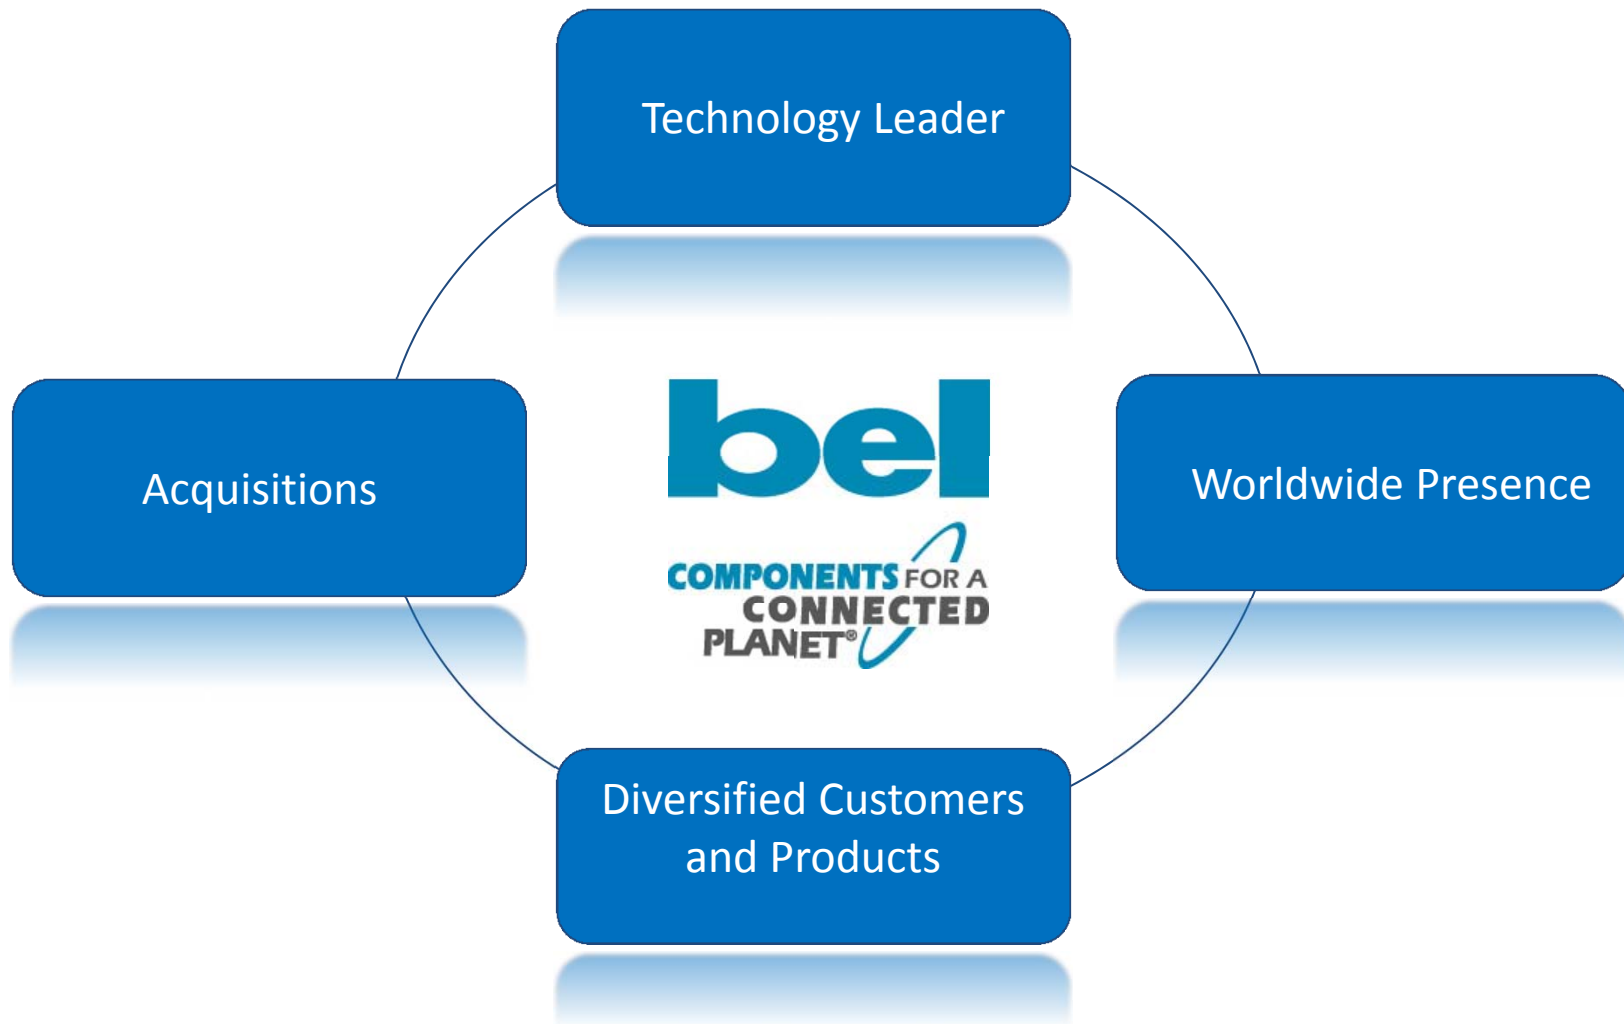 Technology Leader
Acquisitions
bel
COMPONENTS FOR A
CONNECTED
PLANET®
Worldwide Presence
Diversified Customers
and Products